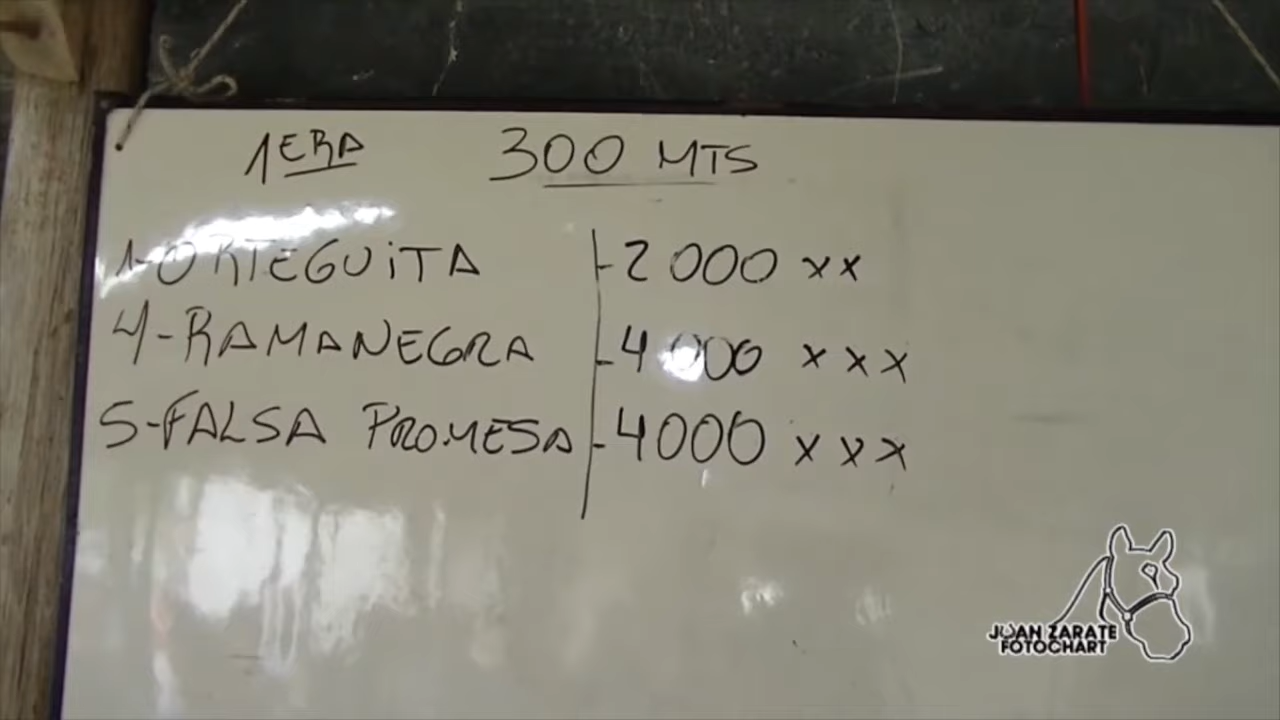 1ERA 300 MTS
1-ORTEGUITA -2000 xx
4-RAMANEGRA -4000 xxx
5-FALSA PROMESA -4000 xxx
JUAN ZARATE
FOTOCHART